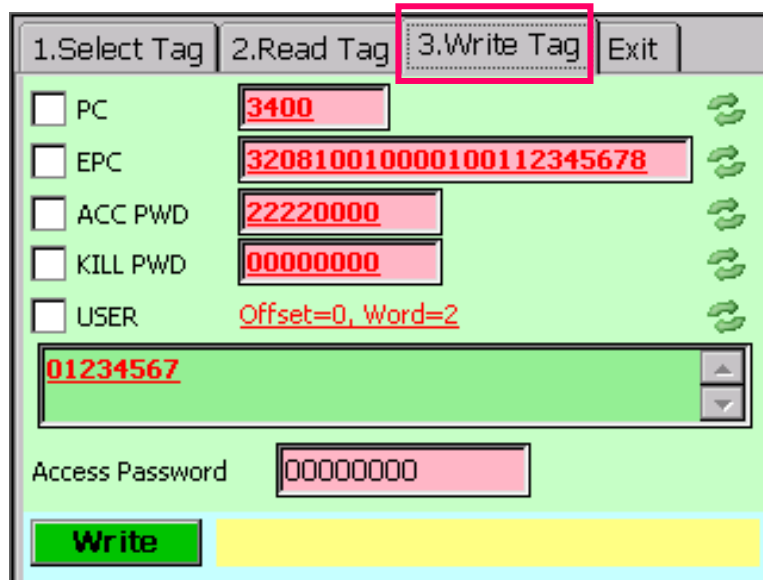 1.Select Tag 2.Read Tag 3.Write Tag Exit
PC 3400
EPC 320810010000100112345678
ACC PWD 22220000
KILL PWD 00000000
USER Offset=0, Word=2
01234567
Access Password 00000000
Write